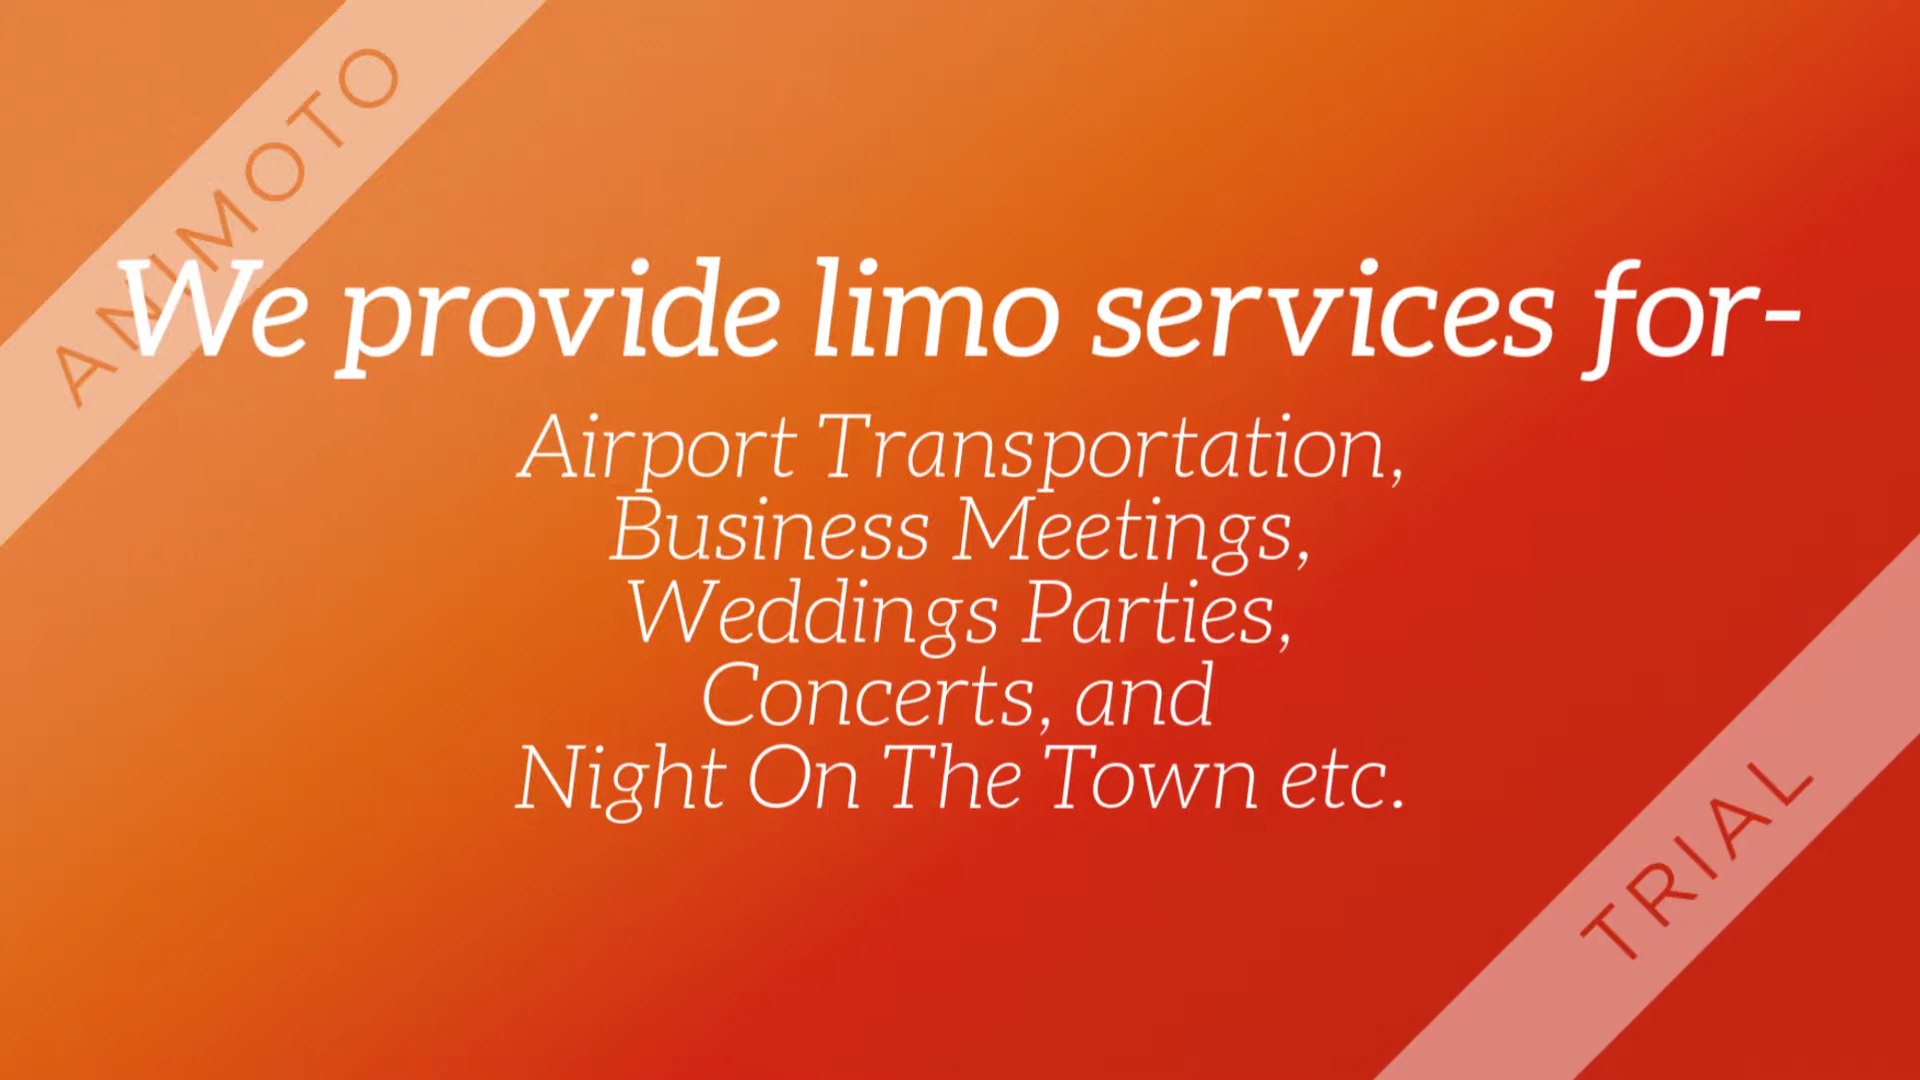 ANIMOTO
We provide limo services for-
Airport Transportation,
Business Meetings,
Weddings Parties,
Concerts, and
Night On The Town etc.
TRIAL